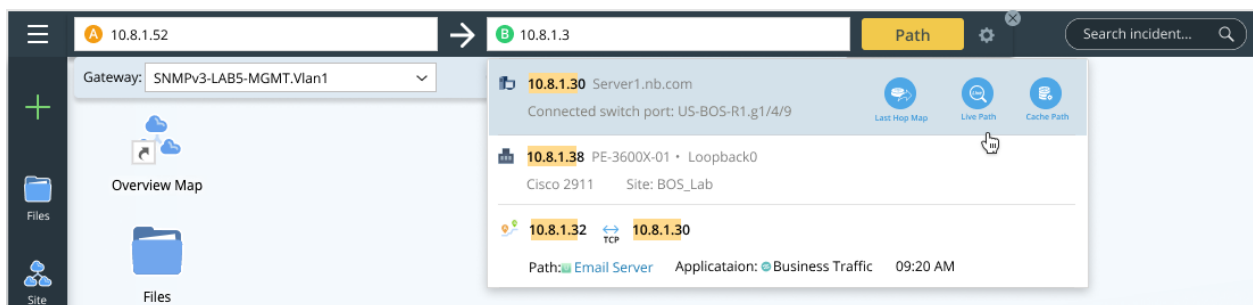 A 10.8.1.52
B 10.8.1.3
Path
Search incident...
Gateway: SNMPv3-LAB5-MGMT.Vlan1
10.8.1.30 Server1.nb.com
Connected switch port: US-BOS-R1.g1/4/9
Last Hop Map
Live Path
Cache Path
10.8.1.38 PE-3600X-01 • Loopback0
Cisco 2911 Site: BOS_Lab
10.8.1.32 TCP 10.8.1.30
Path: Email Server Applicataion: Business Traffic 09:20 AM
Overview Map
Files
Files
Site